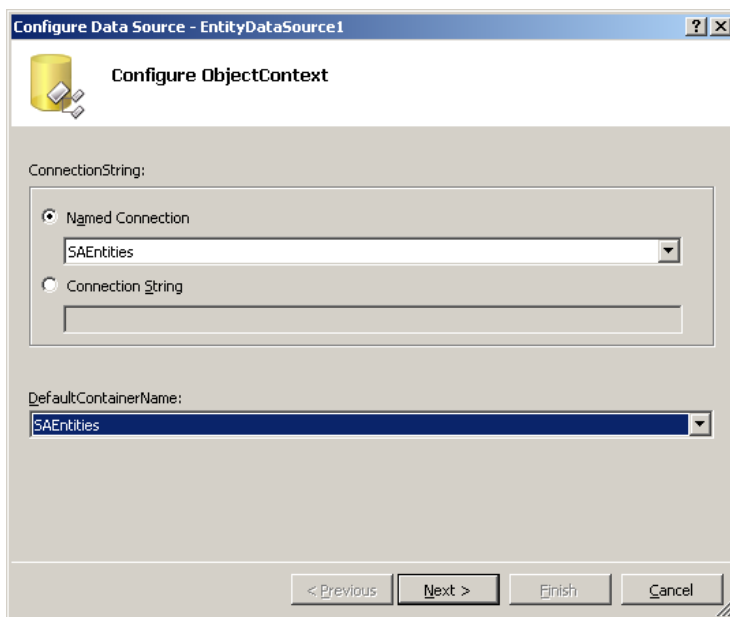 Configure Data Source - EntityDataSource1
Configure ObjectContext
ConnectionString:
Named Connection
SAEntities
Connection String
DefaultContainerName:
SAEntities
< Previous
Next >
Finish
Cancel